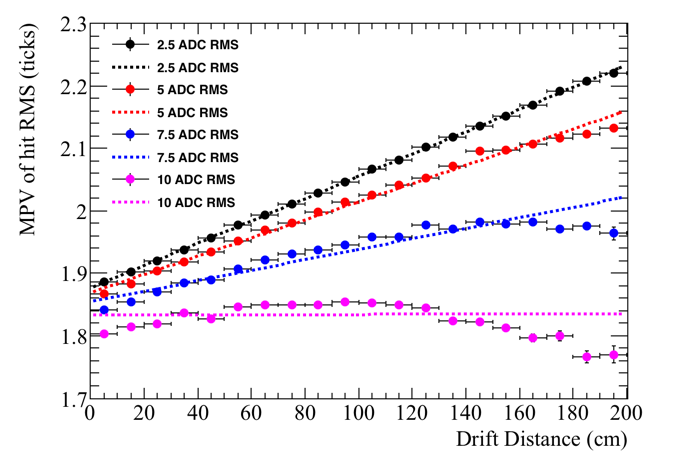 MPV of hit RMS (ticks)
2.3
2.2
2.1
2
1.9
1.8
1.7
2.5 ADC RMS
2.5 ADC RMS
5 ADC RMS
5 ADC RMS
7.5 ADC RMS
7.5 ADC RMS
10 ADC RMS
10 ADC RMS
0 20 40 60 80 100 120 140 160 180 200
Drift Distance (cm)